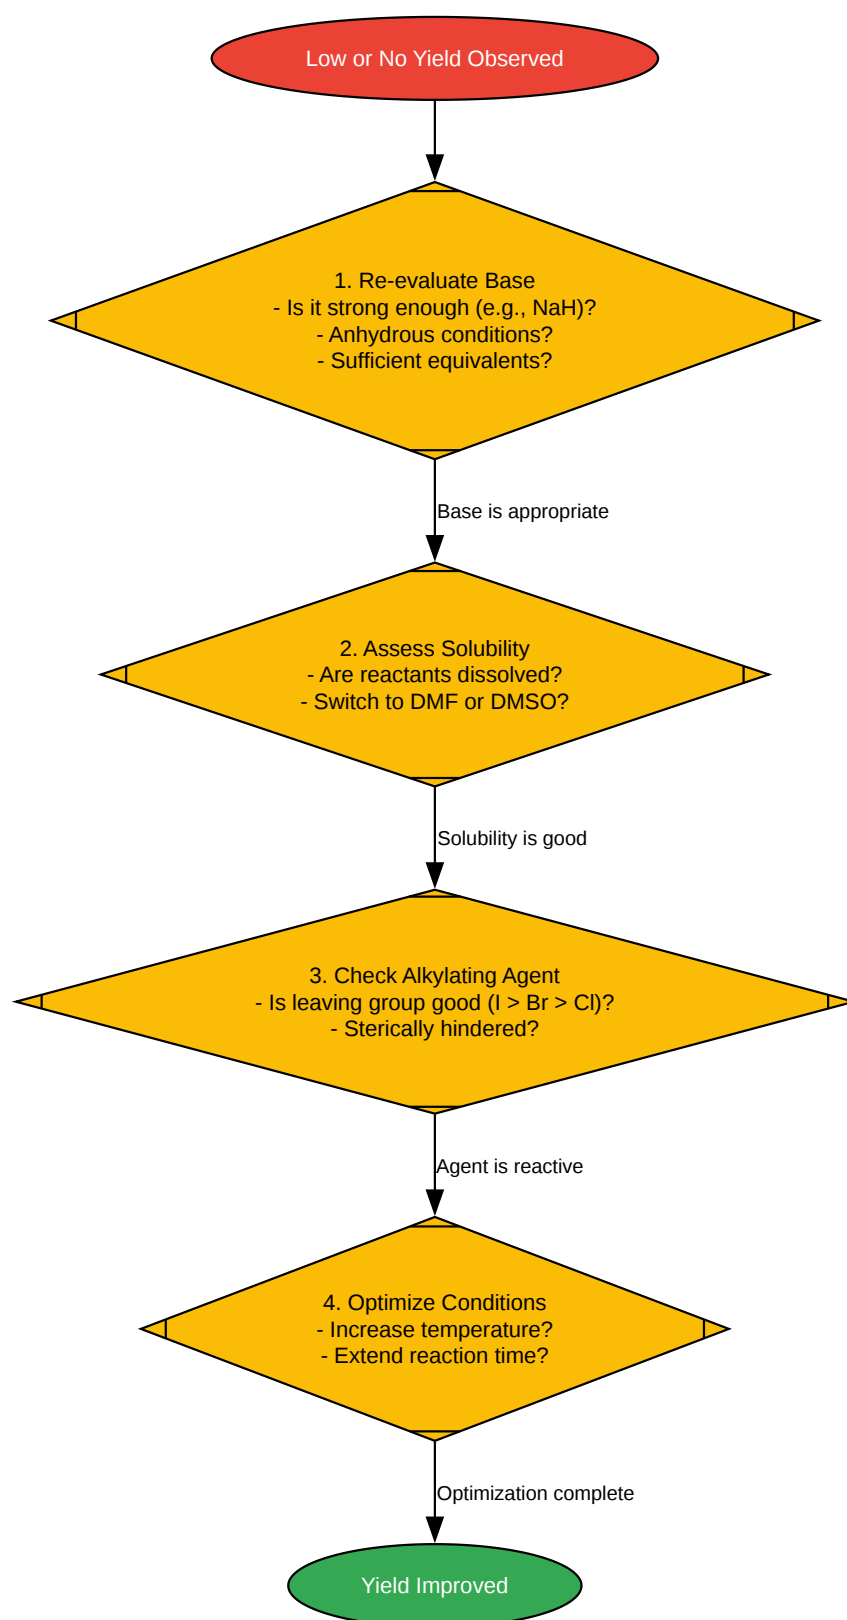 Low or No Yield Observed
1. Re-evaluate Base
- Is it strong enough (e.g., NaH)?
- Anhydrous conditions?
- Sufficient equivalents?
Base is appropriate
2. Assess Solubility
- Are reactants dissolved?
- Switch to DMF or DMSO?
Solubility is good
3. Check Alkylating Agent
- Is leaving group good (I > Br > Cl)?
- Sterically hindered?
Agent is reactive
4. Optimize Conditions
- Increase temperature?
- Extend reaction time?
Optimization complete
Yield Improved